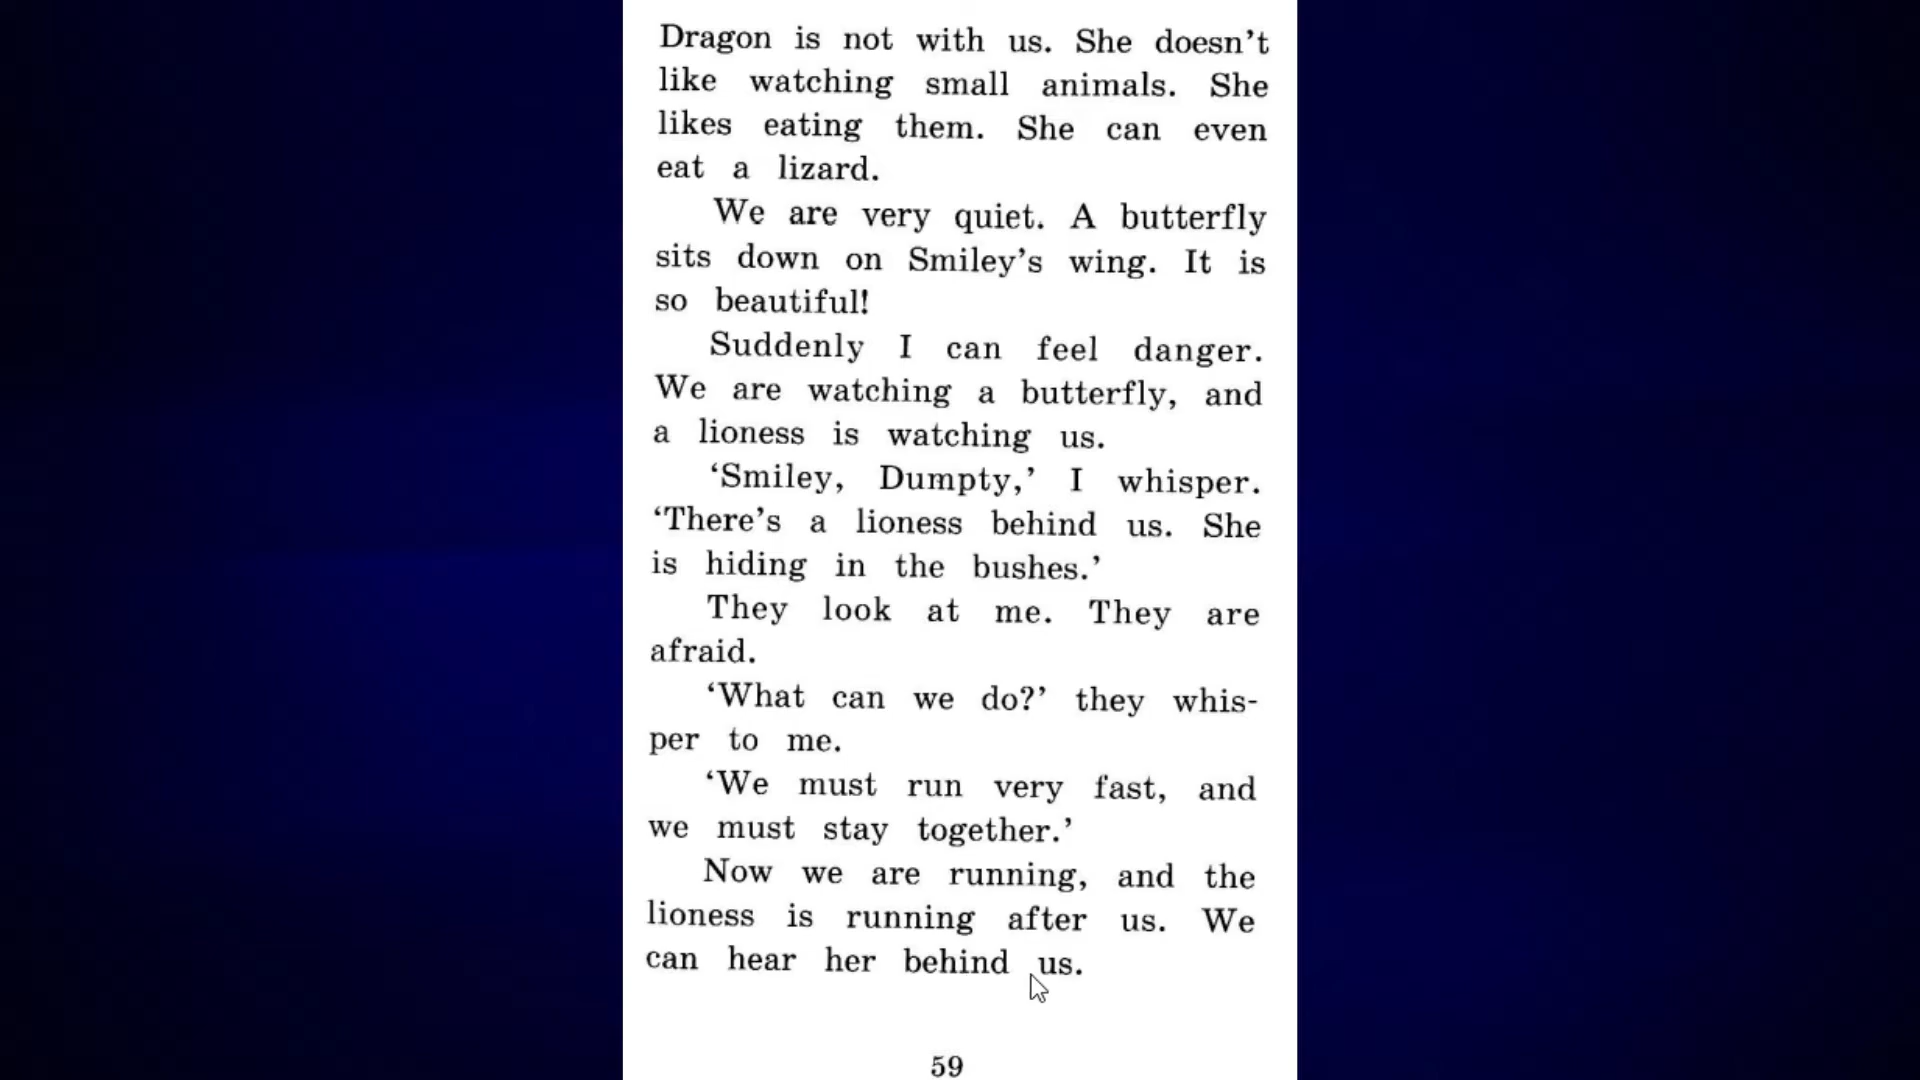 Dragon is not with us. She doesn't
like watching small animals. She
likes eating them. She can even
eat a lizard.
We are very quiet. A butterfly
sits down on Smiley's wing. It is
so beautiful!
Suddenly I can feel danger.
We are watching a butterfly, and
a lioness is watching us.
‘Smiley, Dumpty,’ I whisper.
‘There's a lioness behind us. She
is hiding in the bushes.’
They look at me. They are
afraid.
‘What can we do?’ they whis-
per to me.
‘We must run very fast, and
we must stay together.’
Now we are running, and the
lioness is running after us. We
can hear her behind us.
59